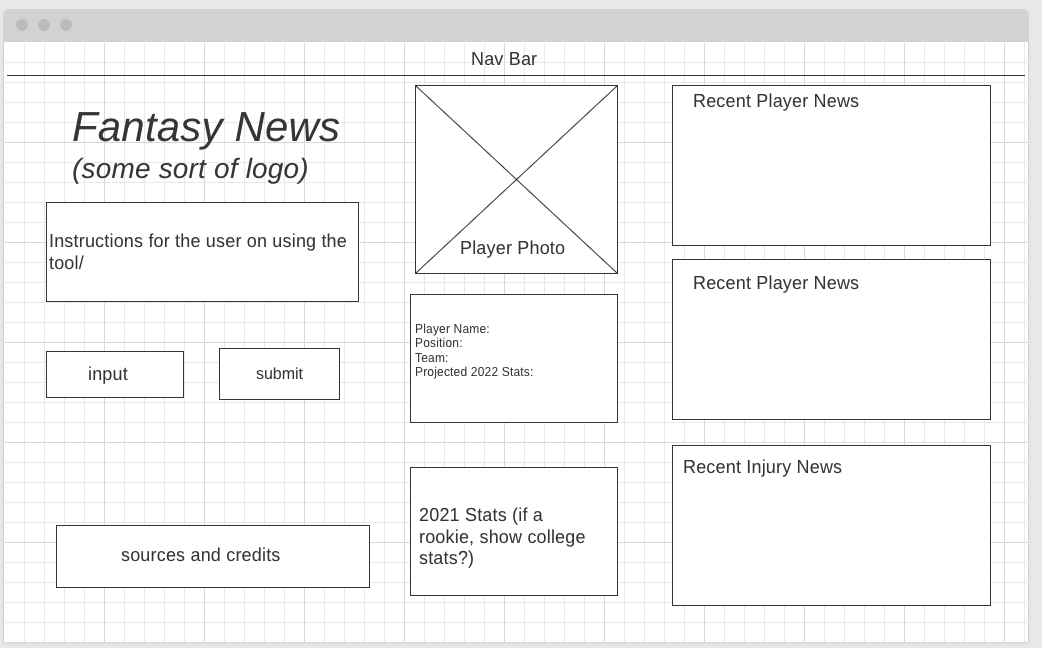 Nav Bar
Fantasy News
(some sort of logo)
Instructions for the user on using the
tool/
input
submit
sources and credits
Player Photo
Player Name:
Position:
Team:
Projected 2022 Stats:
2021 Stats (if a
rookie, show college
stats?)
Recent Player News
Recent Player News
Recent Injury News